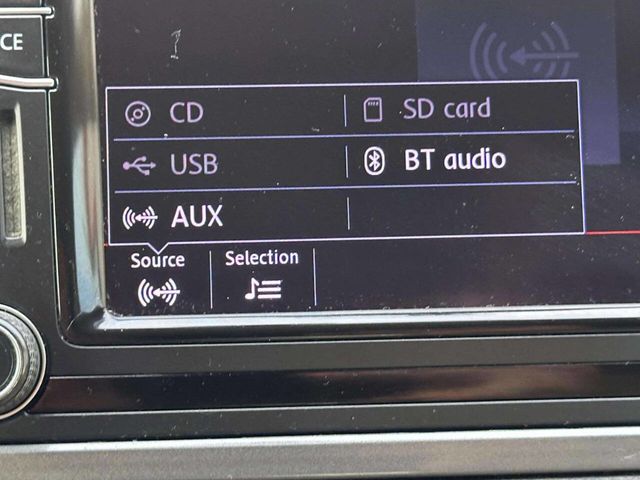 CE
CD
SD card
USB
BT audio
AUX
Source
Selection